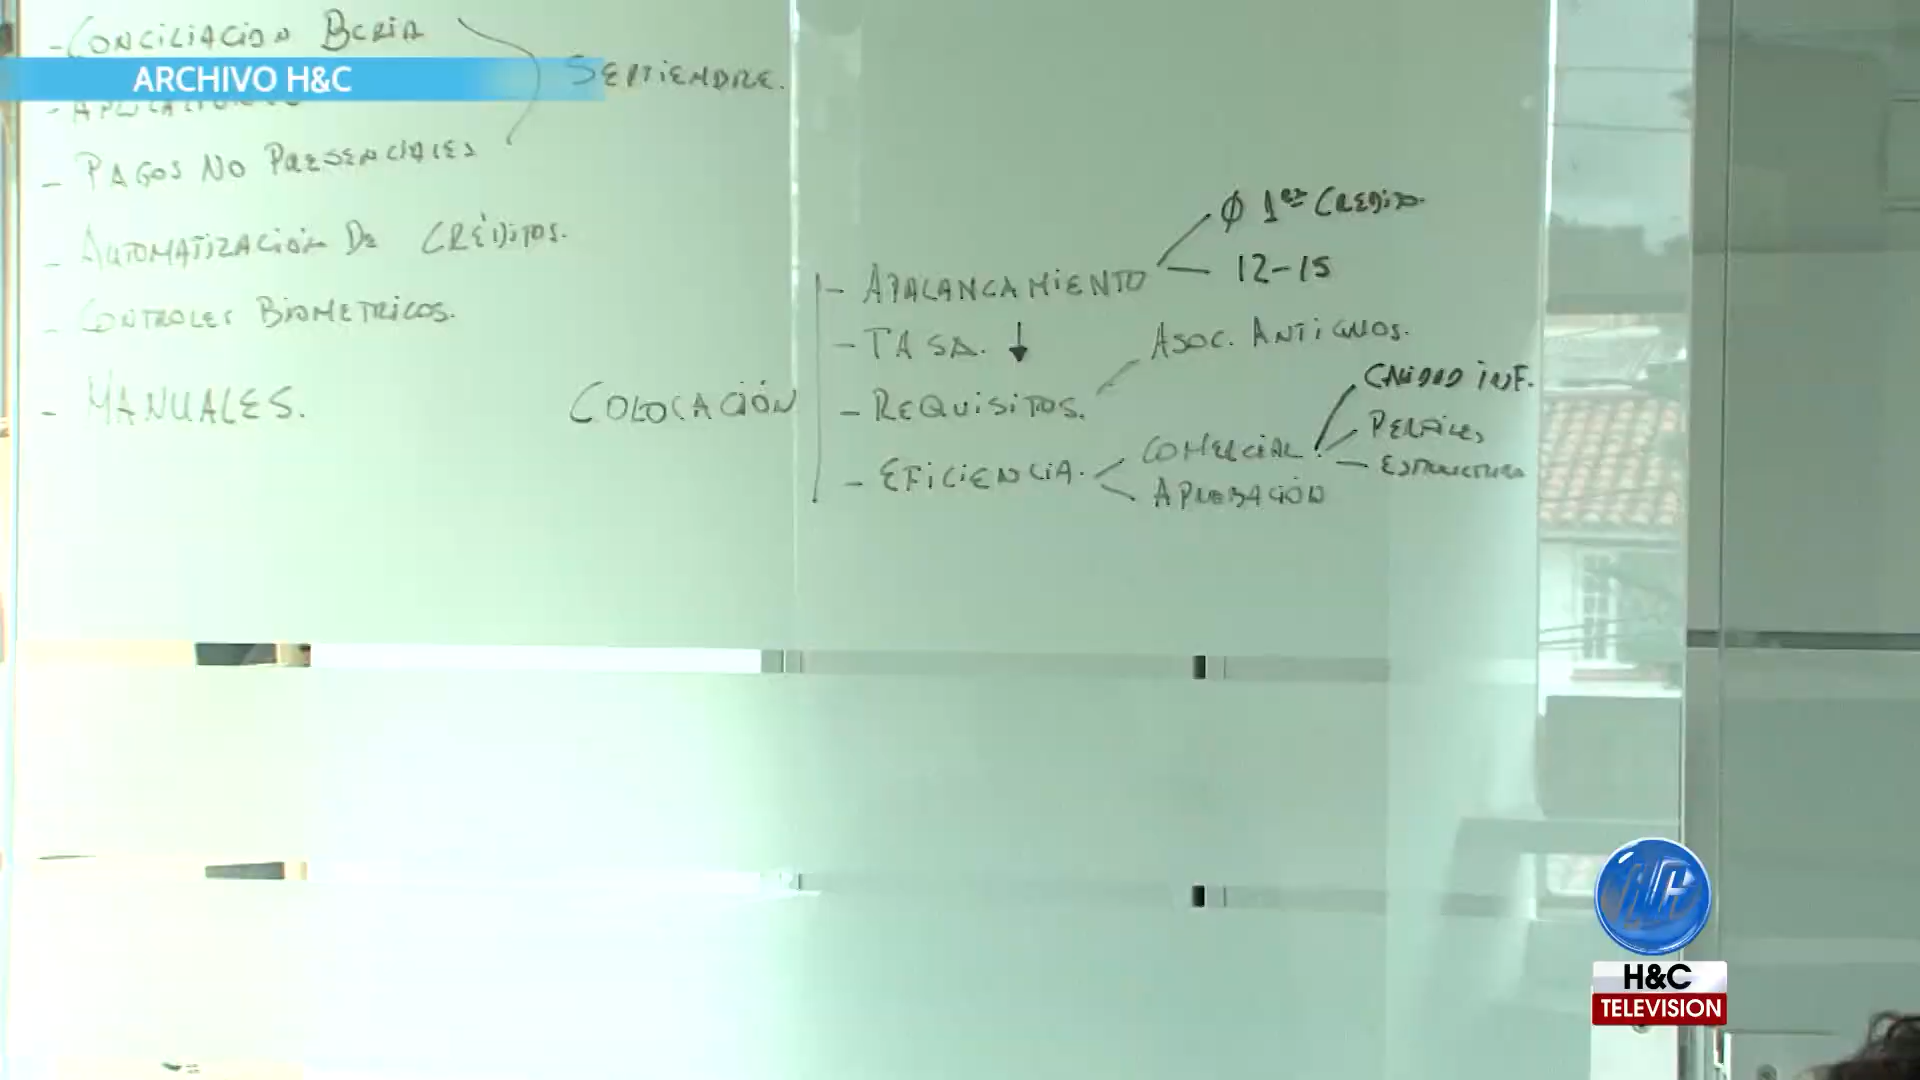 - CONCILIACION BCRIA
ARCHIVO H&C
SEPTIEMBRE.
- PAGOS NO PRESENCIALES
- AUTOMATIZACION DE CRÉDITOS.
- CONTROLES BIOMETRICOS.
- MANUALES.
COLOCACIÓN
- APALANCAMIENTO
Ø 1er CREDITO.
12-15
- TASA. ↓
- REQUISITOS.
ASOC. ANTIGUOS.
- EFICIENCIA.
COMERCIAL.
CALIDAD INF.
PERFILES
ESTRUCTURA
APROBACIÓN
H&C
TELEVISION